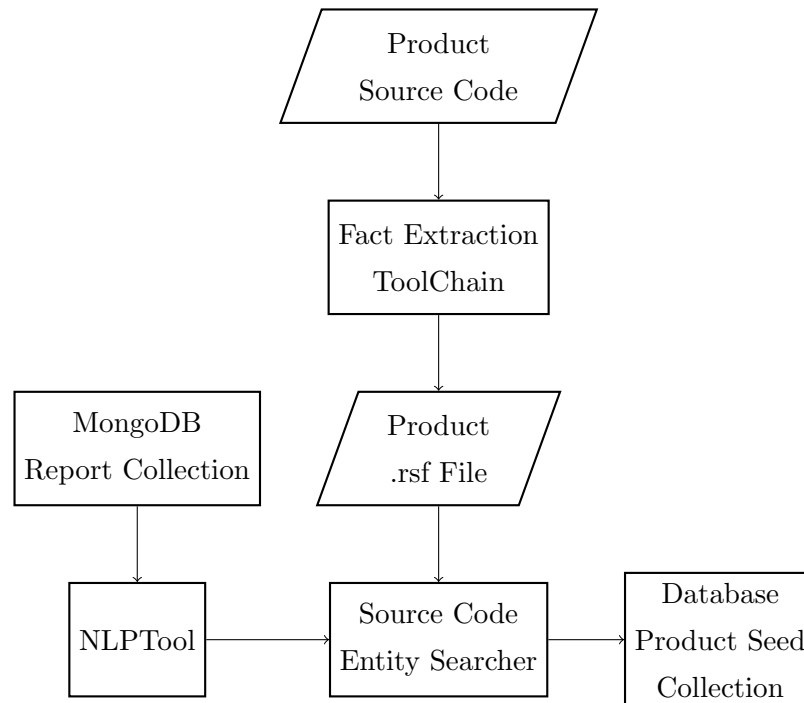 Product
Source Code
Fact Extraction
ToolChain
MongoDB
Report Collection
Product
.rsf File
NLPTool
Source Code
Entity Searcher
Database
Product Seed
Collection